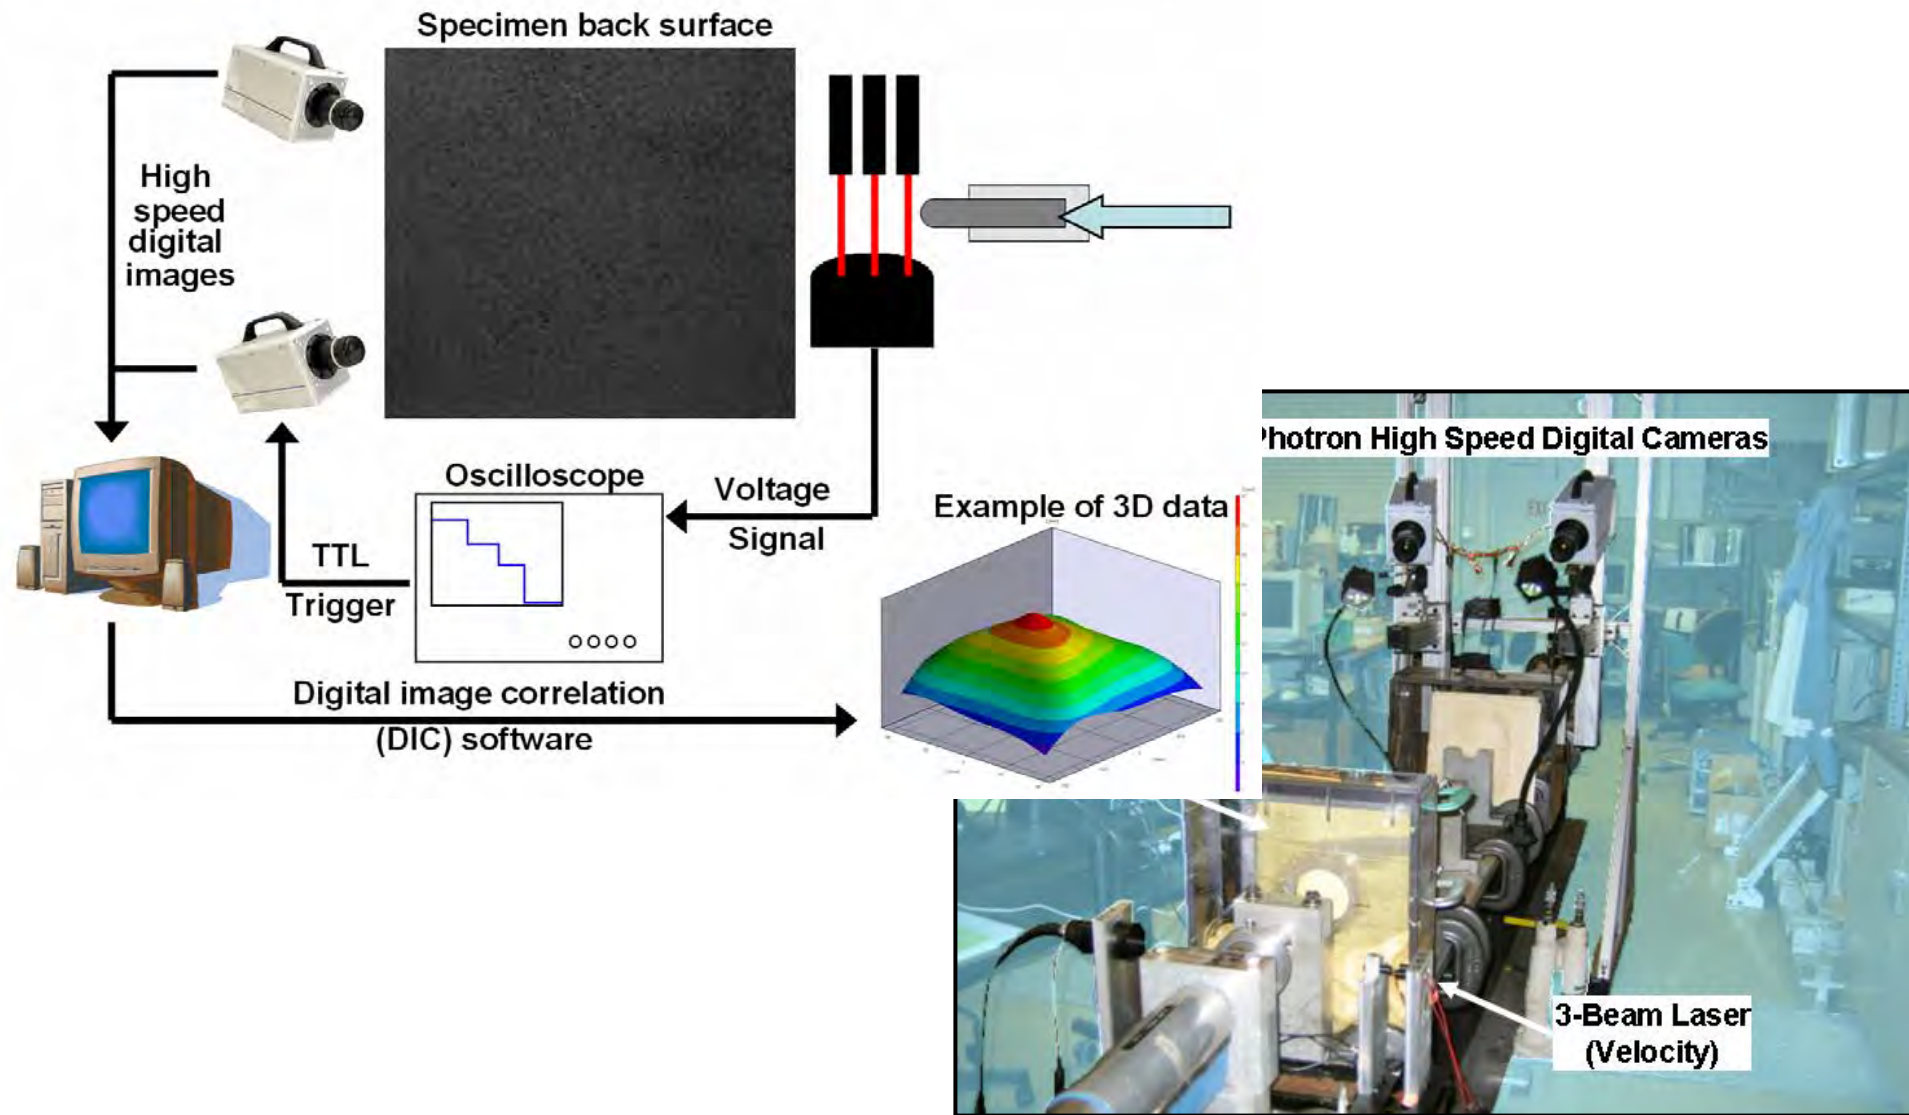 Specimen back surface
High
speed
digital
images
Oscilloscope
Voltage
Signal
TTL
Trigger
Example of 3D data
Digital image correlation
(DIC) software
Photron High Speed Digital Cameras
3-Beam Laser
(Velocity)